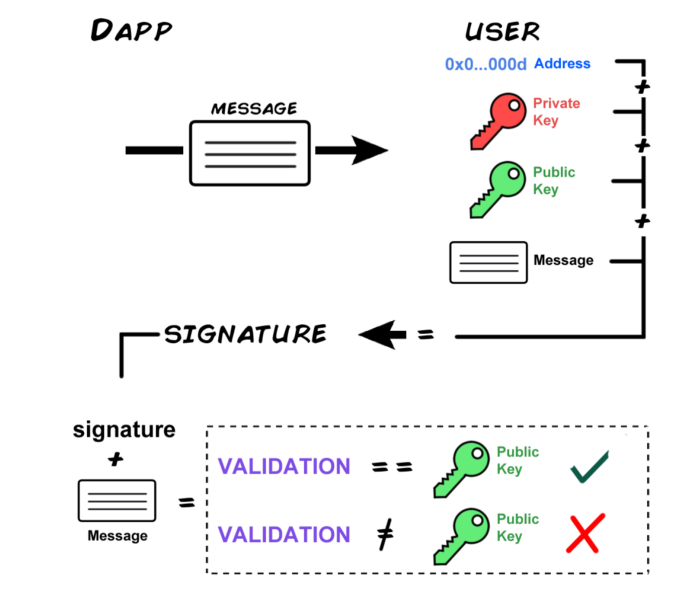 DAPP
USER
0x0...000d Address
MESSAGE
+
Private
Key
+
Public
Key
+
Message
SIGNATURE
=
signature
+
Message
=
VALIDATION == Public
Key
VALIDATION ≠ Public
Key